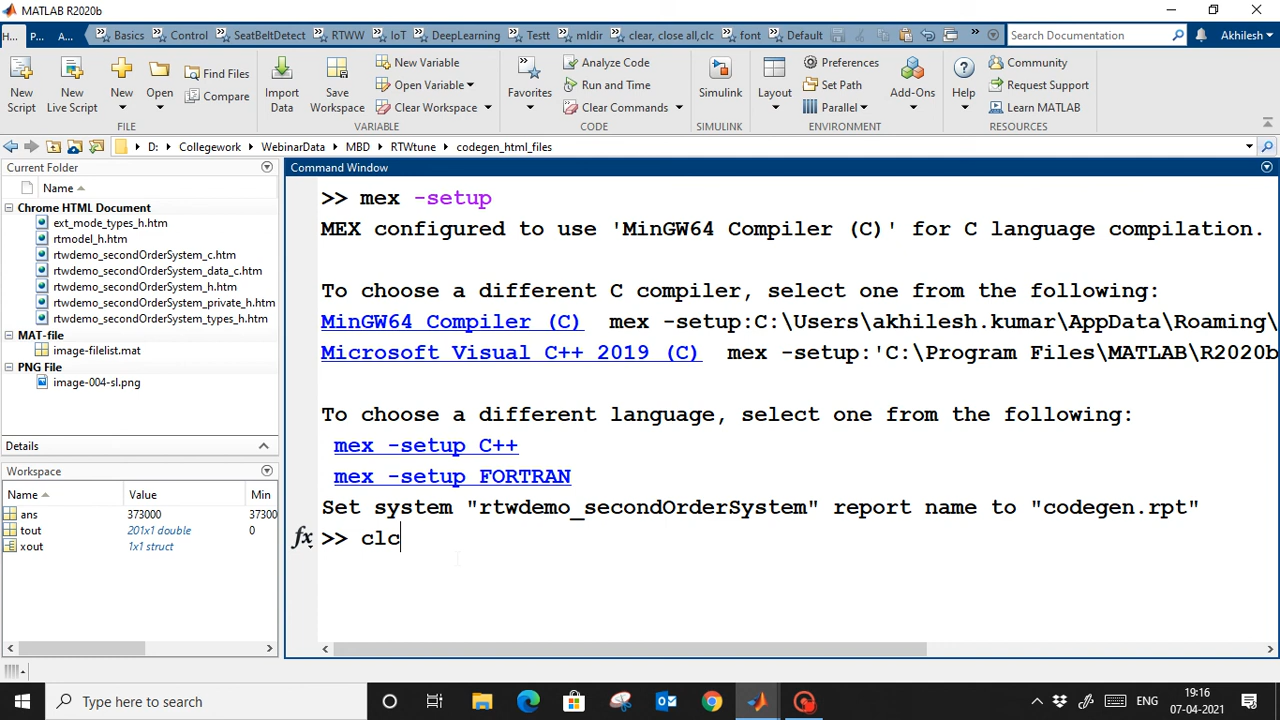 MATLAB R2020b
H... P... A... Basics Control SeatBeltDetect RTWW IoT DeepLearning Testt mldir clear, close all,clc font Default Search Documentation Akhilesh
New Script New Live Script New Open Find Files Compare Import Data Save Workspace New Variable Open Variable Clear Workspace Favorites Analyze Code Run and Time Clear Commands Simulink Layout Preferences Set Path Parallel Add-Ons Help Community Request Support Learn MATLAB
FILE VARIABLE CODE SIMULINK ENVIRONMENT RESOURCES
D: Collegework WebinarData MBD RTWtune codegen_html_files
Current Folder
Name
Chrome HTML Document
ext_mode_types_h.htm
rtmodel_h.htm
rtwdemo_secondOrderSystem_c.htm
rtwdemo_secondOrderSystem_data_c.htm
rtwdemo_secondOrderSystem_h.htm
rtwdemo_secondOrderSystem_private_h.htm
rtwdemo_secondOrderSystem_types_h.htm
MAT-file
image-filelist.mat
PNG File
image-004-sl.png
Details
Workspace
Name Value Min
ans 373000 37300
tout 201x1 double 0
xout 1x1 struct
Command Window
>> mex -setup
MEX configured to use 'MinGW64 Compiler (C)' for C language compilation.
To choose a different C compiler, select one from the following:
MinGW64 Compiler (C) mex -setup:C:\Users\akhilesh.kumar\AppData\Roaming\
Microsoft Visual C++ 2019 (C) mex -setup:'C:\Program Files\MATLAB\R2020b
To choose a different language, select one from the following:
mex -setup C++
mex -setup FORTRAN
Set system "rtwdemo_secondOrderSystem" report name to "codegen.rpt"
fx >> clc
Type here to search
ENG
19:16
07-04-2021